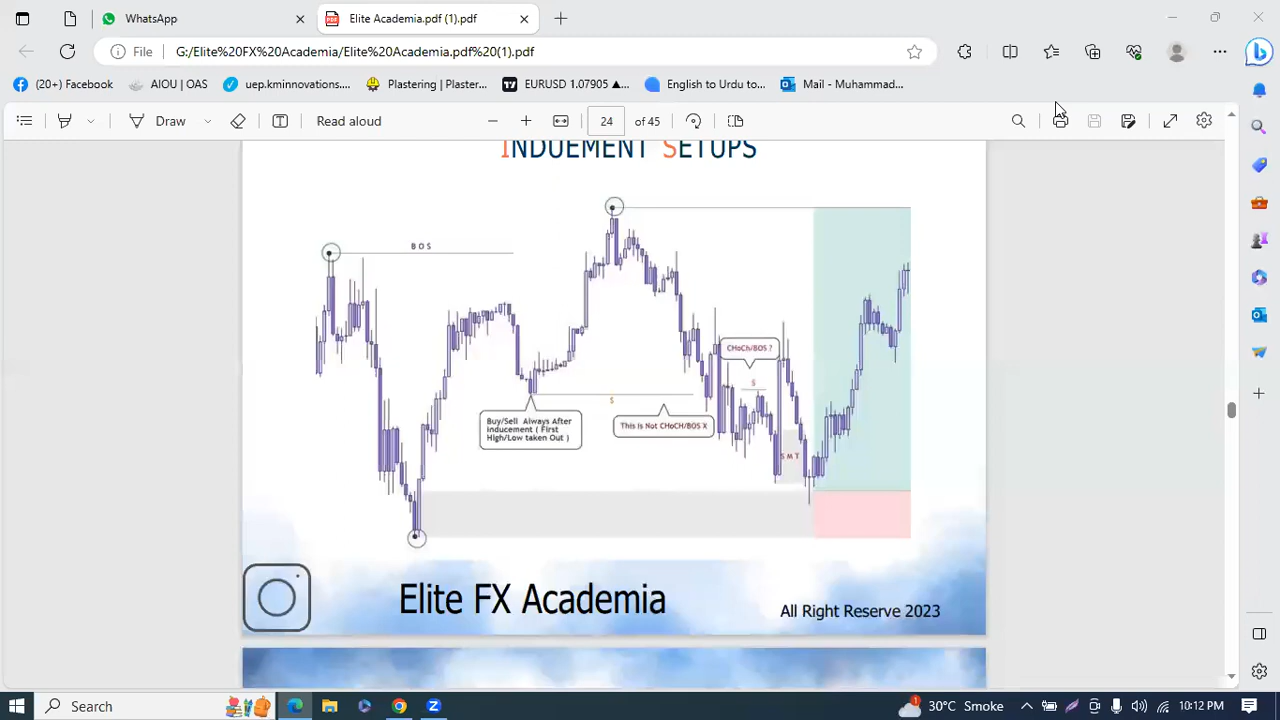 WhatsApp
Elite Academia.pdf (1).pdf
File
G:/Elite%20FX%20Academia/Elite%20Academia.pdf%20(1).pdf
(20+) Facebook
AIOU | OAS
uep.kminnovations....
Plastering | Plaster...
EURUSD 1.07905 ▲...
English to Urdu to...
Mail - Muhammad...
Draw
Read aloud
24
of 45
INDUEMENT SETUPS
BOS
CHoCh/BOS ?
$
$
Buy/Sell Always After
Inducement ( First
High/Low taken Out )
This is Not CHoCH/BOS X
SMT
Elite FX Academia
All Right Reserve 2023
Search
1
30°C Smoke
10:12 PM